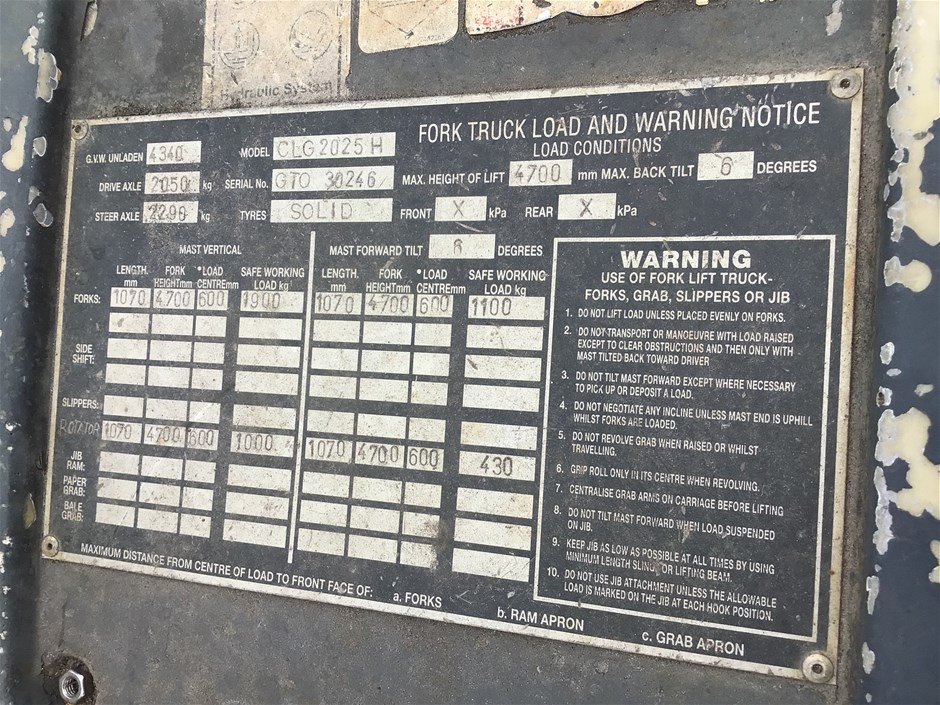 Hydraulic System
FORK TRUCK LOAD AND WARNING NOTICE
LOAD CONDITIONS
G.V.W. UNLADEN 4340 MODEL CLG2025H
DRIVE AXLE 2050 kg SERIAL No. GTO 30246 MAX. HEIGHT OF LIFT 4700 mm MAX. BACK TILT 6 DEGREES
STEER AXLE 2290 kg TYRES SOLID FRONT X kPa REAR X kPa
MAST VERTICAL MAST FORWARD TILT 6 DEGREES
LENGTH. mm FORK HEIGHTmm •LOAD CENTREmm SAFE WORKING LOAD kg LENGTH. mm FORK HEIGHTmm •LOAD CENTREmm SAFE WORKING LOAD kg
FORKS: 1070 4700 600 1900 1070 4700 600 1100
SIDE
SHIFT:
SLIPPERS:
ROTATOR 1070 4700 600 1000 1070 4700 600 430
JIB
RAM:
PAPER
GRAB:
BALE
GRAB:
MAXIMUM DISTANCE FROM CENTRE OF LOAD TO FRONT FACE OF: a. FORKS
b. RAM APRON
c. GRAB APRON
WARNING
USE OF FORK LIFT TRUCK-
FORKS, GRAB, SLIPPERS OR JIB
1. DO NOT LIFT LOAD UNLESS PLACED EVENLY ON FORKS.
2. DO NOT TRANSPORT OR MANOEUVRE WITH LOAD RAISED
EXCEPT TO CLEAR OBSTRUCTIONS AND THEN ONLY WITH
MAST TILTED BACK TOWARD DRIVER
3. DO NOT TILT MAST FORWARD EXCEPT WHERE NECESSARY
TO PICK UP OR DEPOSIT A LOAD.
4. DO NOT NEGOTIATE ANY INCLINE UNLESS MAST END IS UPHILL
WHILST FORKS ARE LOADED.
5. DO NOT REVOLVE GRAB WHEN RAISED OR WHILST
TRAVELLING.
6. GRIP ROLL ONLY IN ITS CENTRE WHEN REVOLVING.
7. CENTRALISE GRAB ARMS ON CARRIAGE BEFORE LIFTING
8. DO NOT TILT MAST FORWARD WHEN LOAD SUSPENDED
ON JIB.
9. KEEP JIB AS LOW AS POSSIBLE AT ALL TIMES BY USING
MINIMUM LENGTH SLING OR LIFTING BEAM.
10. DO NOT USE JIB ATTACHMENT UNLESS THE ALLOWABLE
LOAD IS MARKED ON THE JIB AT EACH HOOK POSITION.